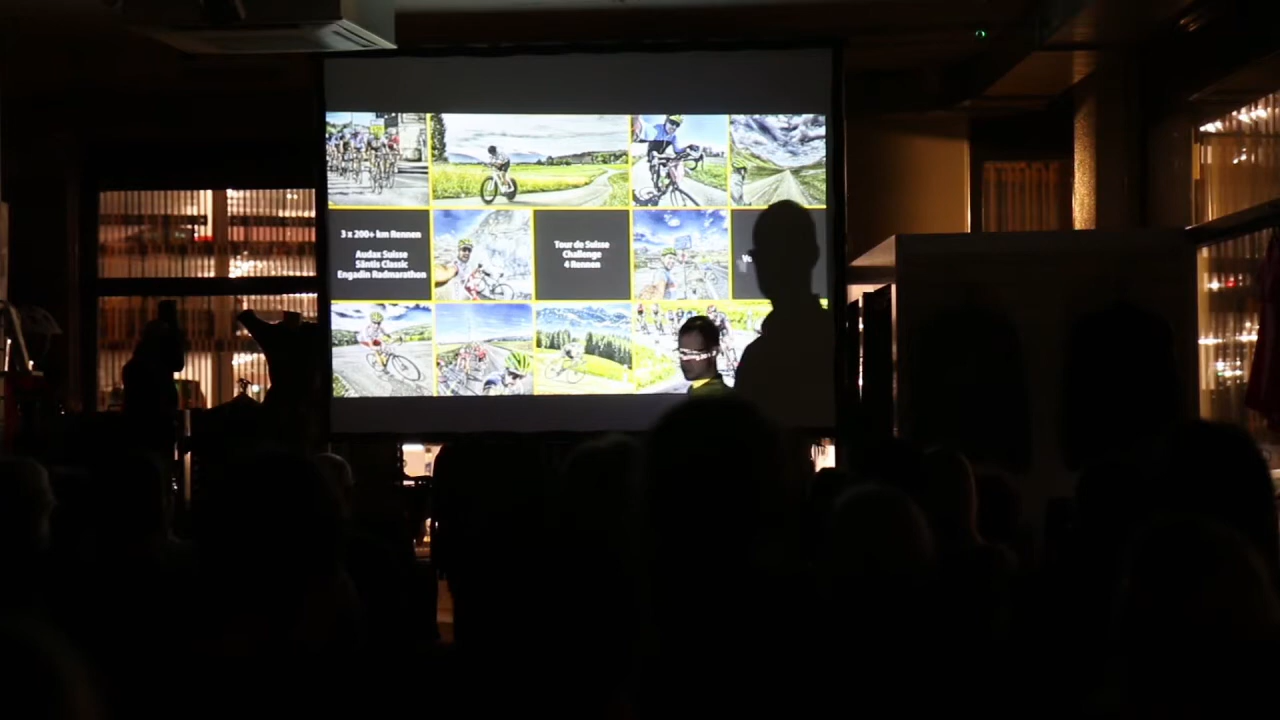 3 x 200+ km Rennen
Audax Suisse
Säntis Classic
Engadin Radmarathon
Tour de Suisse
Challenge
4 Rennen